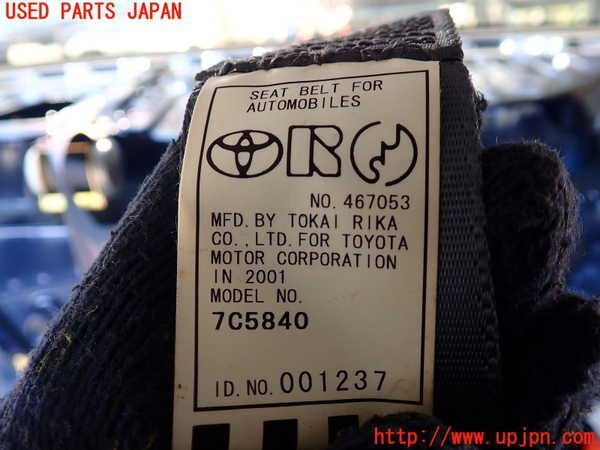 USED PARTS JAPAN
SEAT BELT FOR
AUTOMOBILES
NO. 467053
MFD. BY TOKAI RIKA
CO., LTD. FOR TOYOTA
MOTOR CORPORATION
IN 2001
MODEL NO.
7C5840
ID. NO. 001237
http://www.upjpn.com/